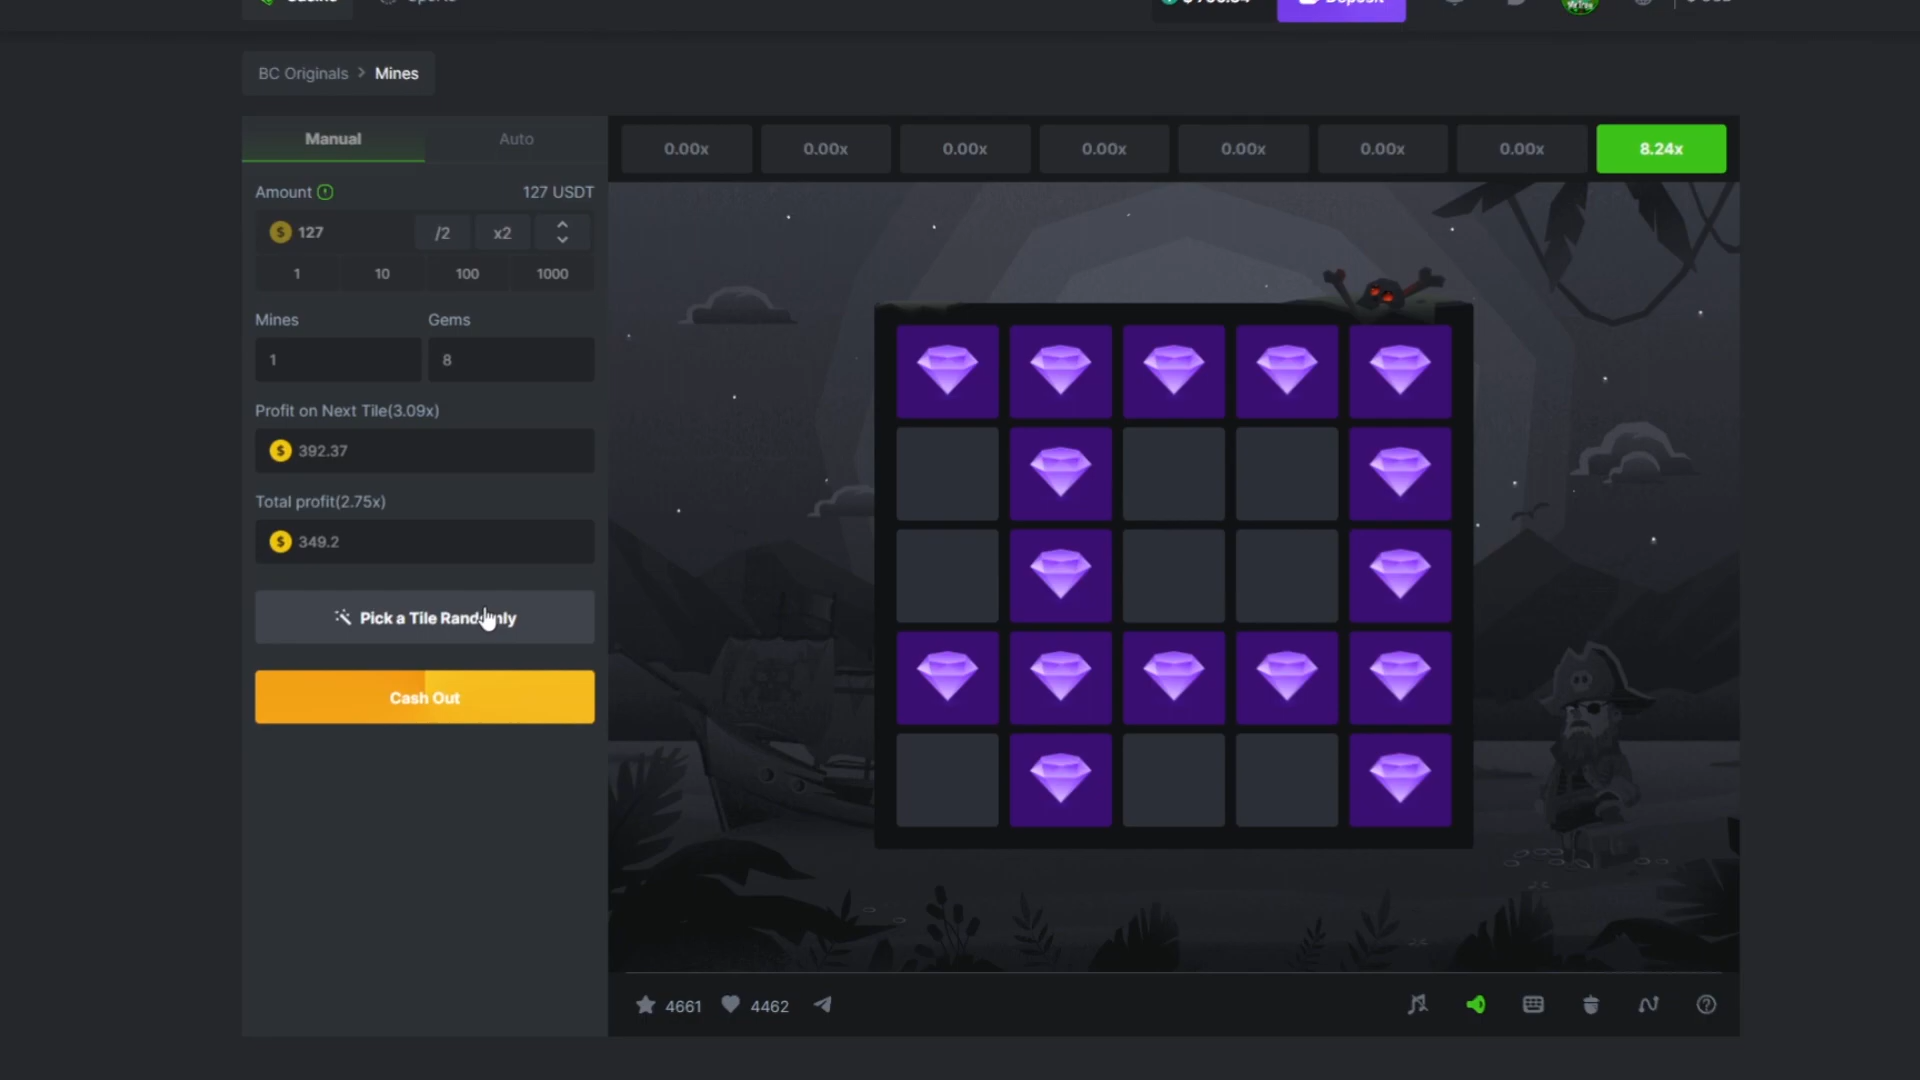 BC Originals > Mines
Manual
Auto
0.00x
0.00x
0.00x
0.00x
0.00x
0.00x
0.00x
8.24x
Amount
127 USDT
127
/2
x2
1
10
100
1000
Mines
Gems
1
8
Profit on Next Tile(3.09x)
392.37
Total profit(2.75x)
349.2
Pick a Tile Randomly
Cash Out
4661
4462